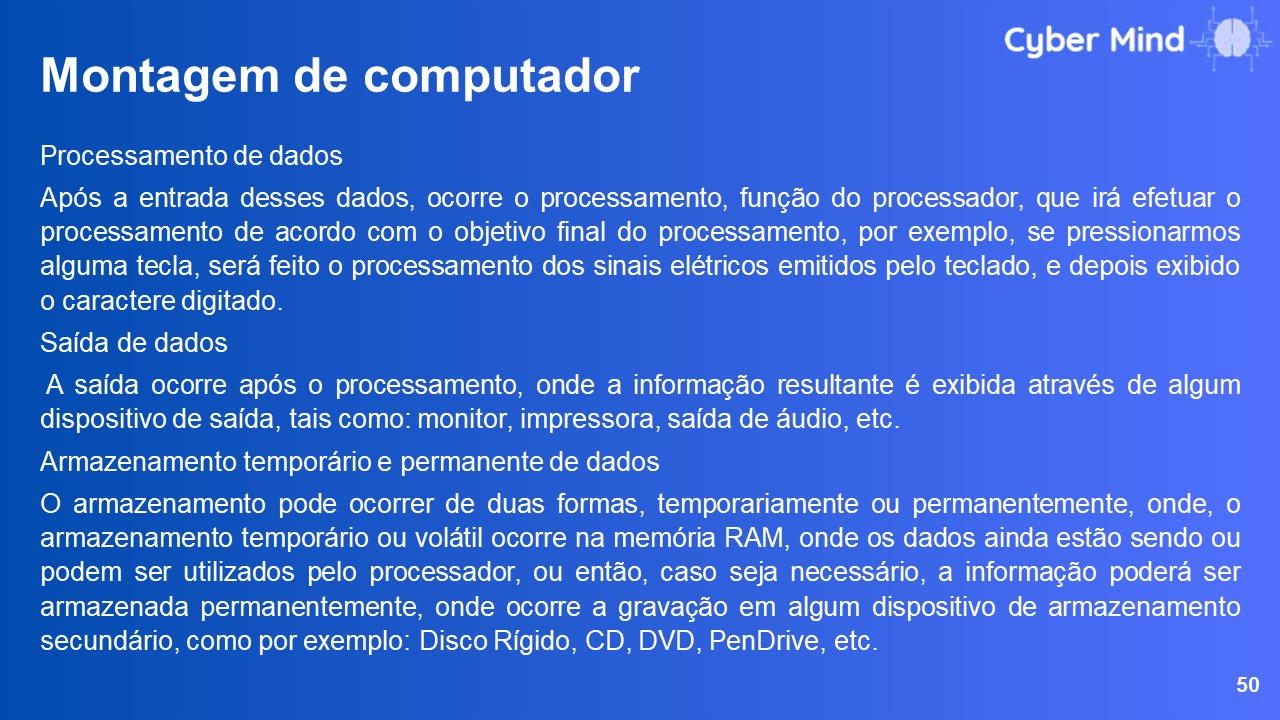 Cyber Mind
Montagem de computador
Processamento de dados
Após a entrada desses dados, ocorre o processamento, função do processador, que irá efetuar o
processamento de acordo com o objetivo final do processamento, por exemplo, se pressionarmos
alguma tecla, será feito o processamento dos sinais elétricos emitidos pelo teclado, e depois exibido
o caractere digitado.
Saída de dados
A saída ocorre após o processamento, onde a informação resultante é exibida através de algum
dispositivo de saída, tais como: monitor, impressora, saída de áudio, etc.
Armazenamento temporário e permanente de dados
O armazenamento pode ocorrer de duas formas, temporariamente ou permanentemente, onde, o
armazenamento temporário ou volátil ocorre na memória RAM, onde os dados ainda estão sendo ou
podem ser utilizados pelo processador, ou então, caso seja necessário, a informação poderá ser
armazenada permanentemente, onde ocorre a gravação em algum dispositivo de armazenamento
secundário, como por exemplo: Disco Rígido, CD, DVD, PenDrive, etc.
50